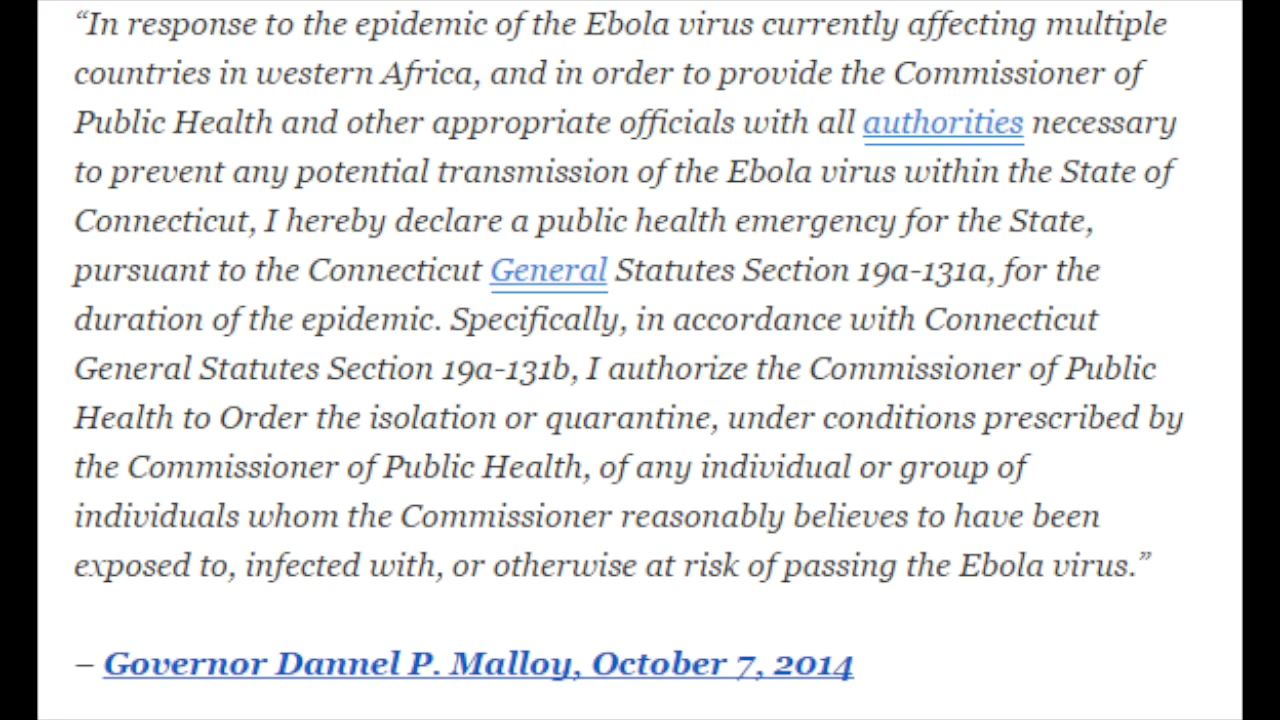 “In response to the epidemic of the Ebola virus currently affecting multiple
countries in western Africa, and in order to provide the Commissioner of
Public Health and other appropriate officials with all authorities necessary
to prevent any potential transmission of the Ebola virus within the State of
Connecticut, I hereby declare a public health emergency for the State,
pursuant to the Connecticut General Statutes Section 19a-131a, for the
duration of the epidemic. Specifically, in accordance with Connecticut
General Statutes Section 19a-131b, I authorize the Commissioner of Public
Health to Order the isolation or quarantine, under conditions prescribed by
the Commissioner of Public Health, of any individual or group of
individuals whom the Commissioner reasonably believes to have been
exposed to, infected with, or otherwise at risk of passing the Ebola virus.”
– Governor Dannel P. Malloy, October 7, 2014